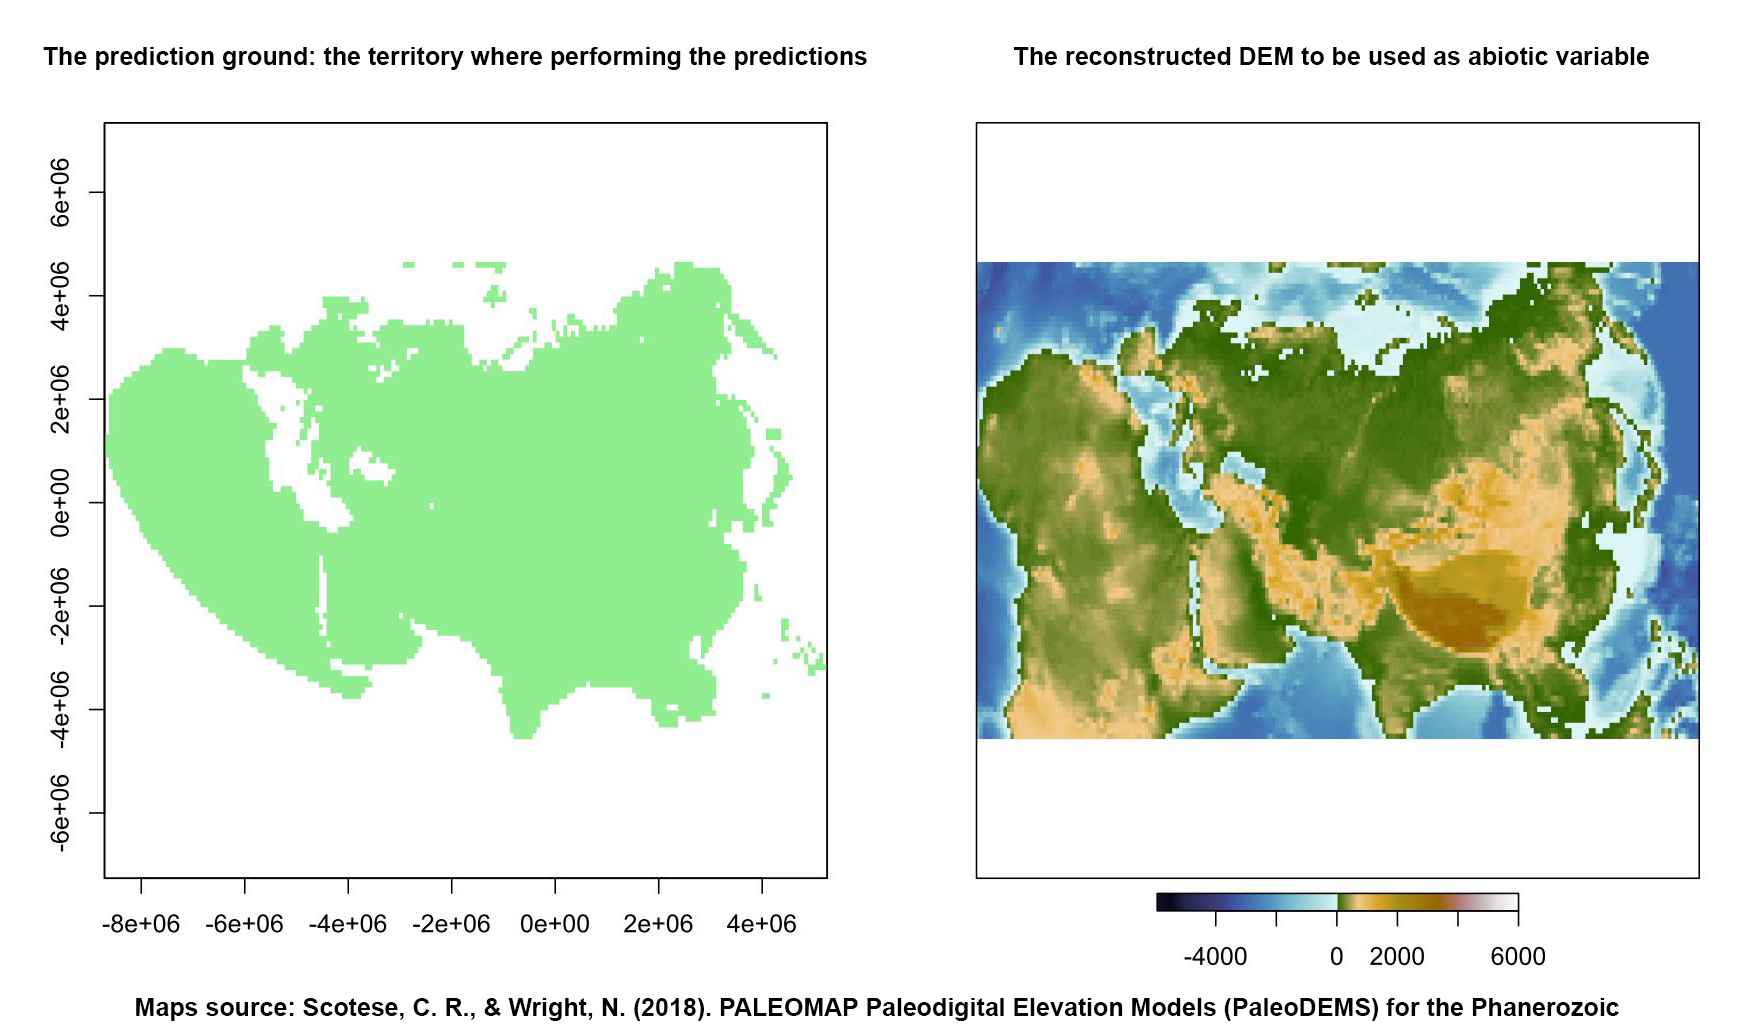 The prediction ground: the territory where performing the predictions
The reconstructed DEM to be used as abiotic variable
6e+06
4e+06
2e+06
0e+00
-2e+06
-4e+06
-6e+06
-8e+06 -6e+06 -4e+06 -2e+06 0e+00 2e+06 4e+06
-4000 0 2000 6000
Maps source: Scotese, C. R., & Wright, N. (2018). PALEOMAP Paleodigital Elevation Models (PaleoDEMS) for the Phanerozoic